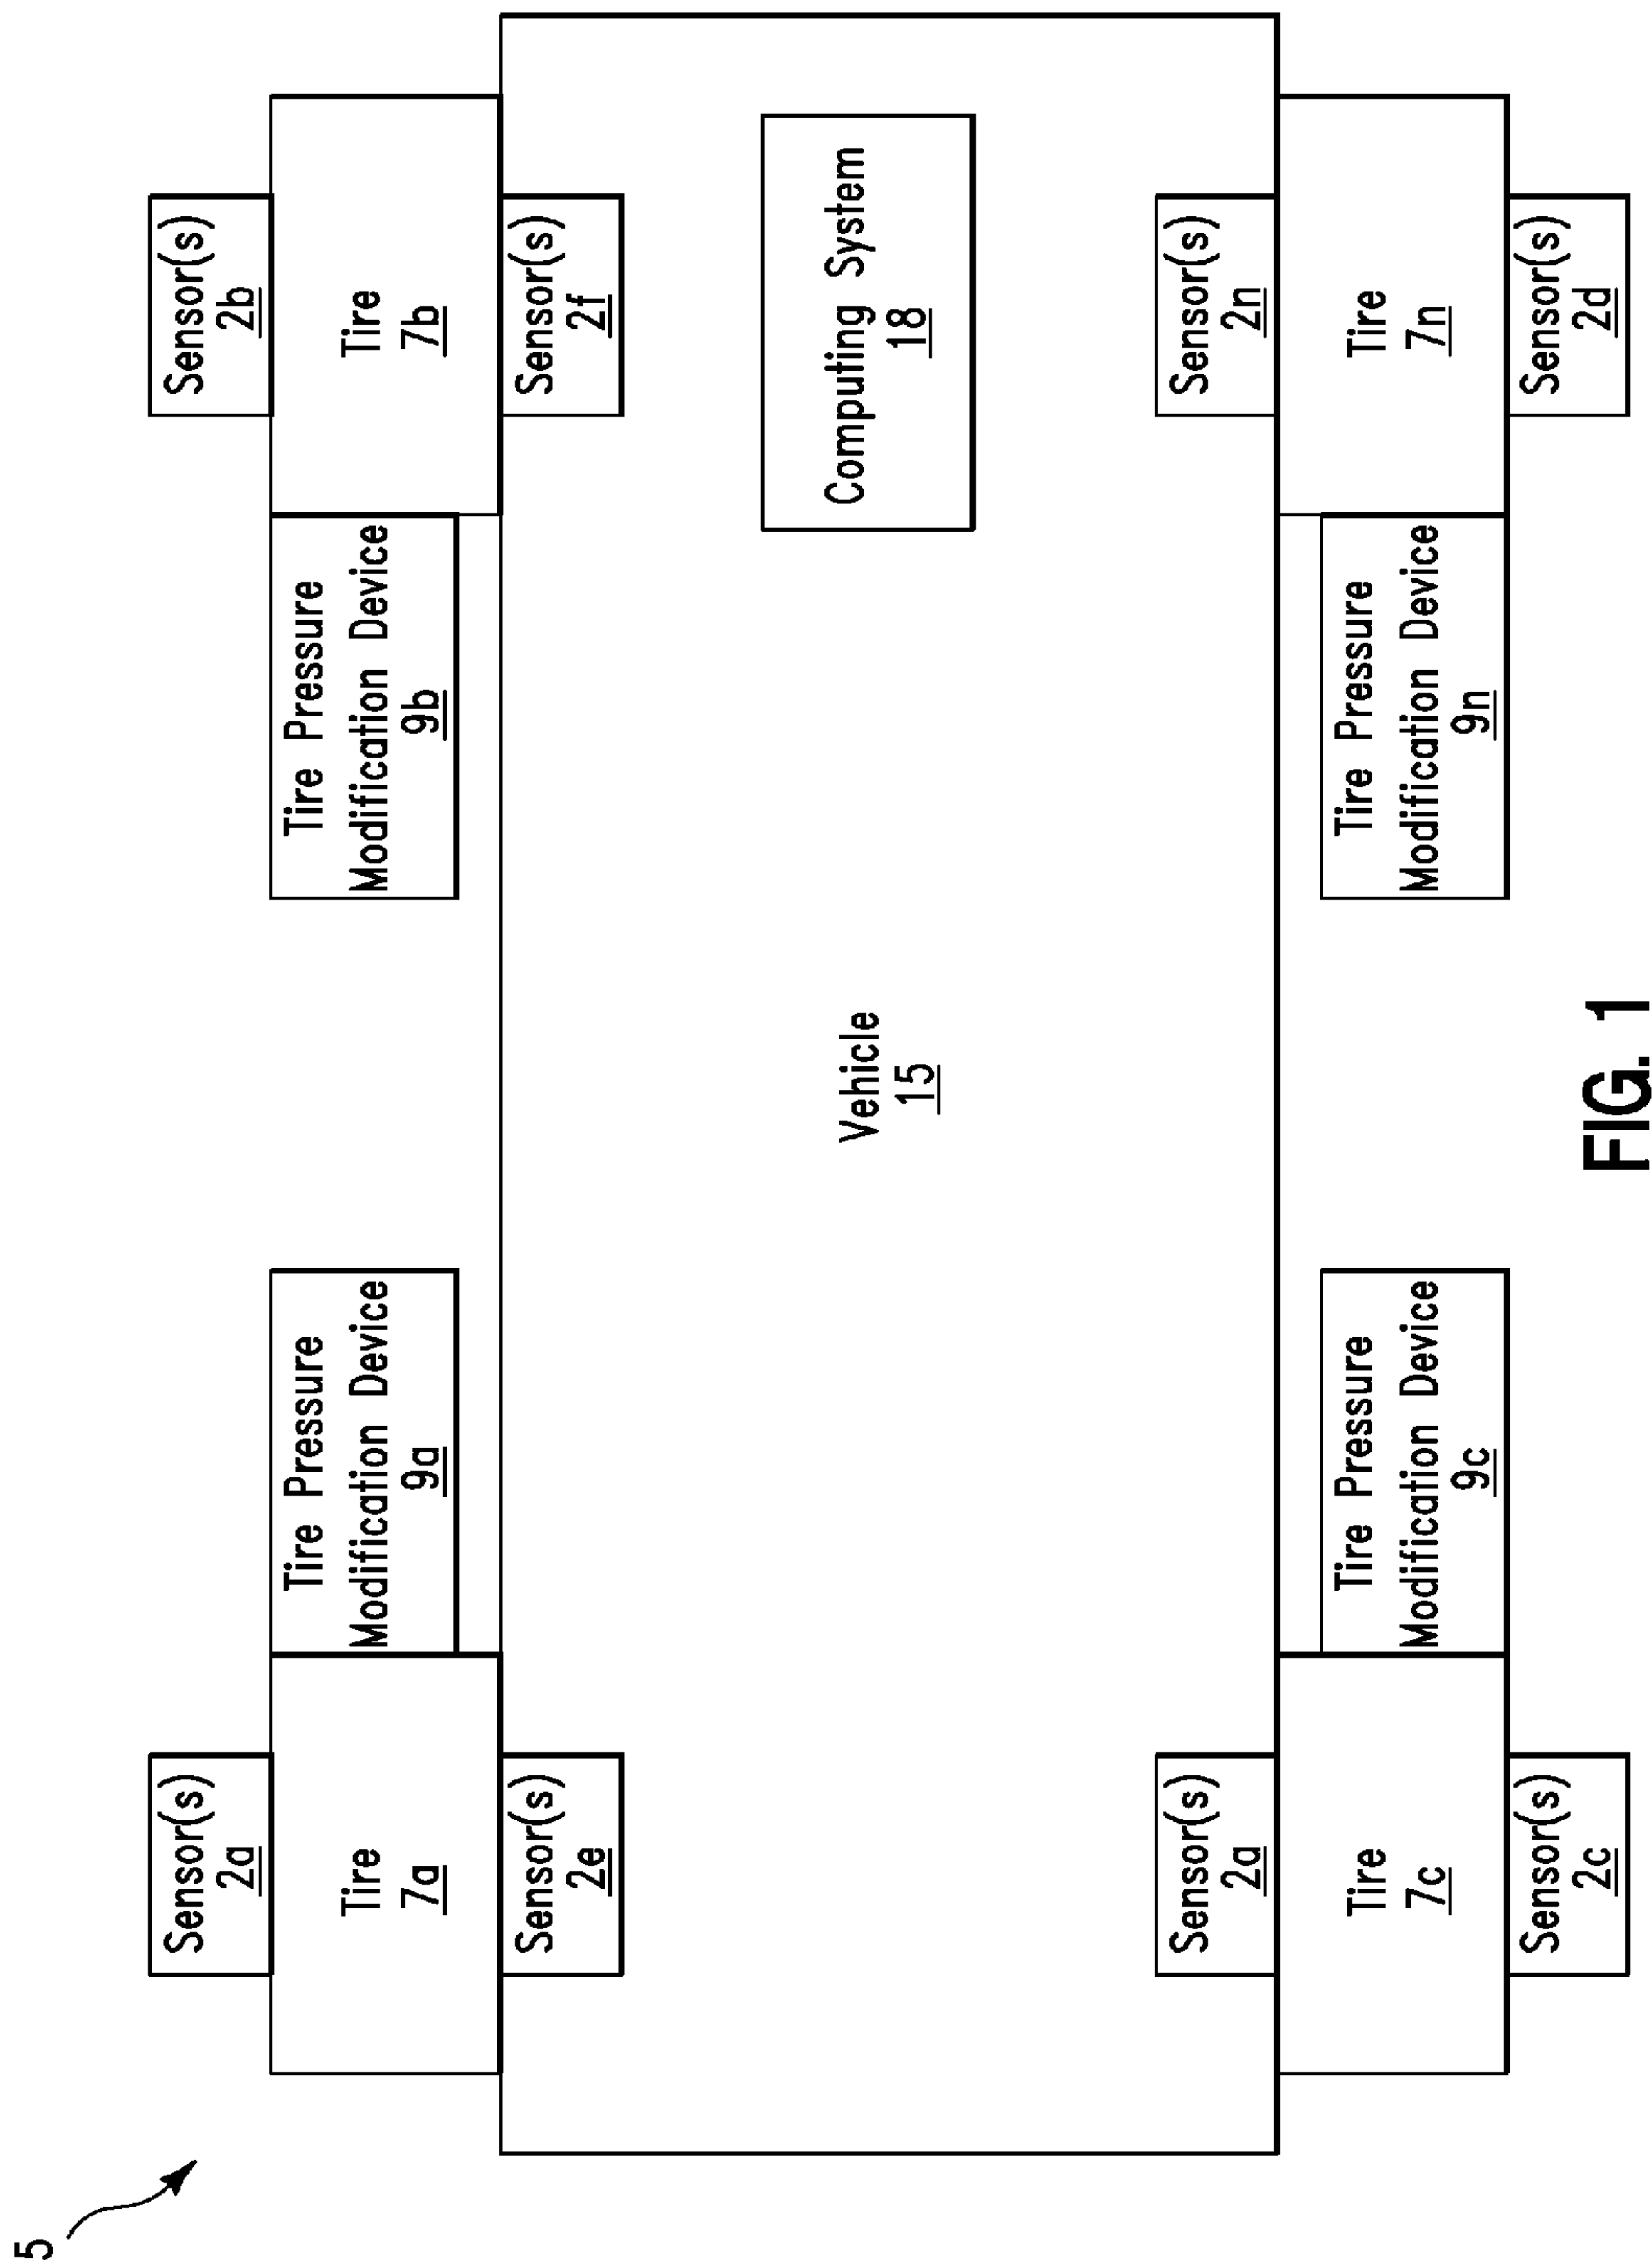 5
Sensor(s)
2a
Sensor(s)
2b
Tire
7a
Tire Pressure
Modification Device
9a
Tire Pressure
Modification Device
9b
Tire
7b
Sensor(s)
2e
Sensor(s)
2f
Vehicle
15
Computing System
18
Sensor(s)
2a
Sensor(s)
2n
Tire
7c
Tire Pressure
Modification Device
9c
Tire Pressure
Modification Device
9n
Tire
7n
Sensor(s)
2c
Sensor(s)
2d
FIG. 1